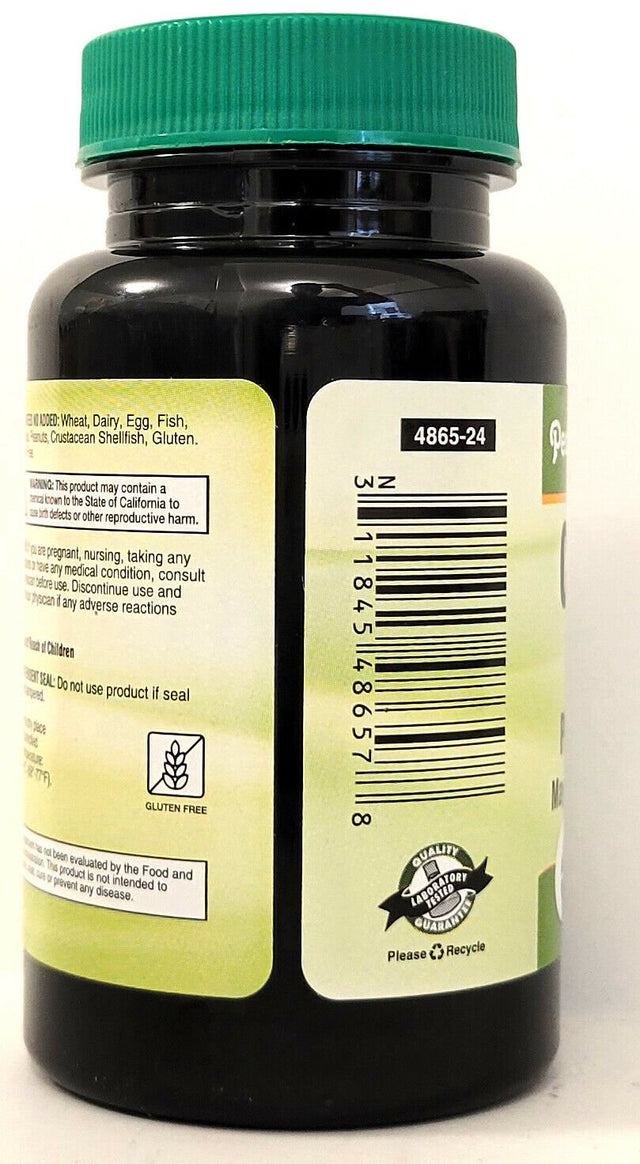 NO ADDED: Wheat, Dairy, Egg, Fish,
Peanuts, Crustacean Shellfish, Gluten.
WARNING: This product may contain a
chemical known to the State of California to
cause birth defects or other reproductive harm.
you are pregnant, nursing, taking any
or have any medical condition, consult
before use. Discontinue use and
physician if any adverse reactions
Reach of Children
SEAL: Do not use product if seal
dry place
GLUTEN FREE
has not been evaluated by the Food and
This product is not intended to
cure or prevent any disease.
4865-24
N
3 11845 48657 8
QUALITY
LABORATORY
TESTED
GUARANTEE
Please Recycle